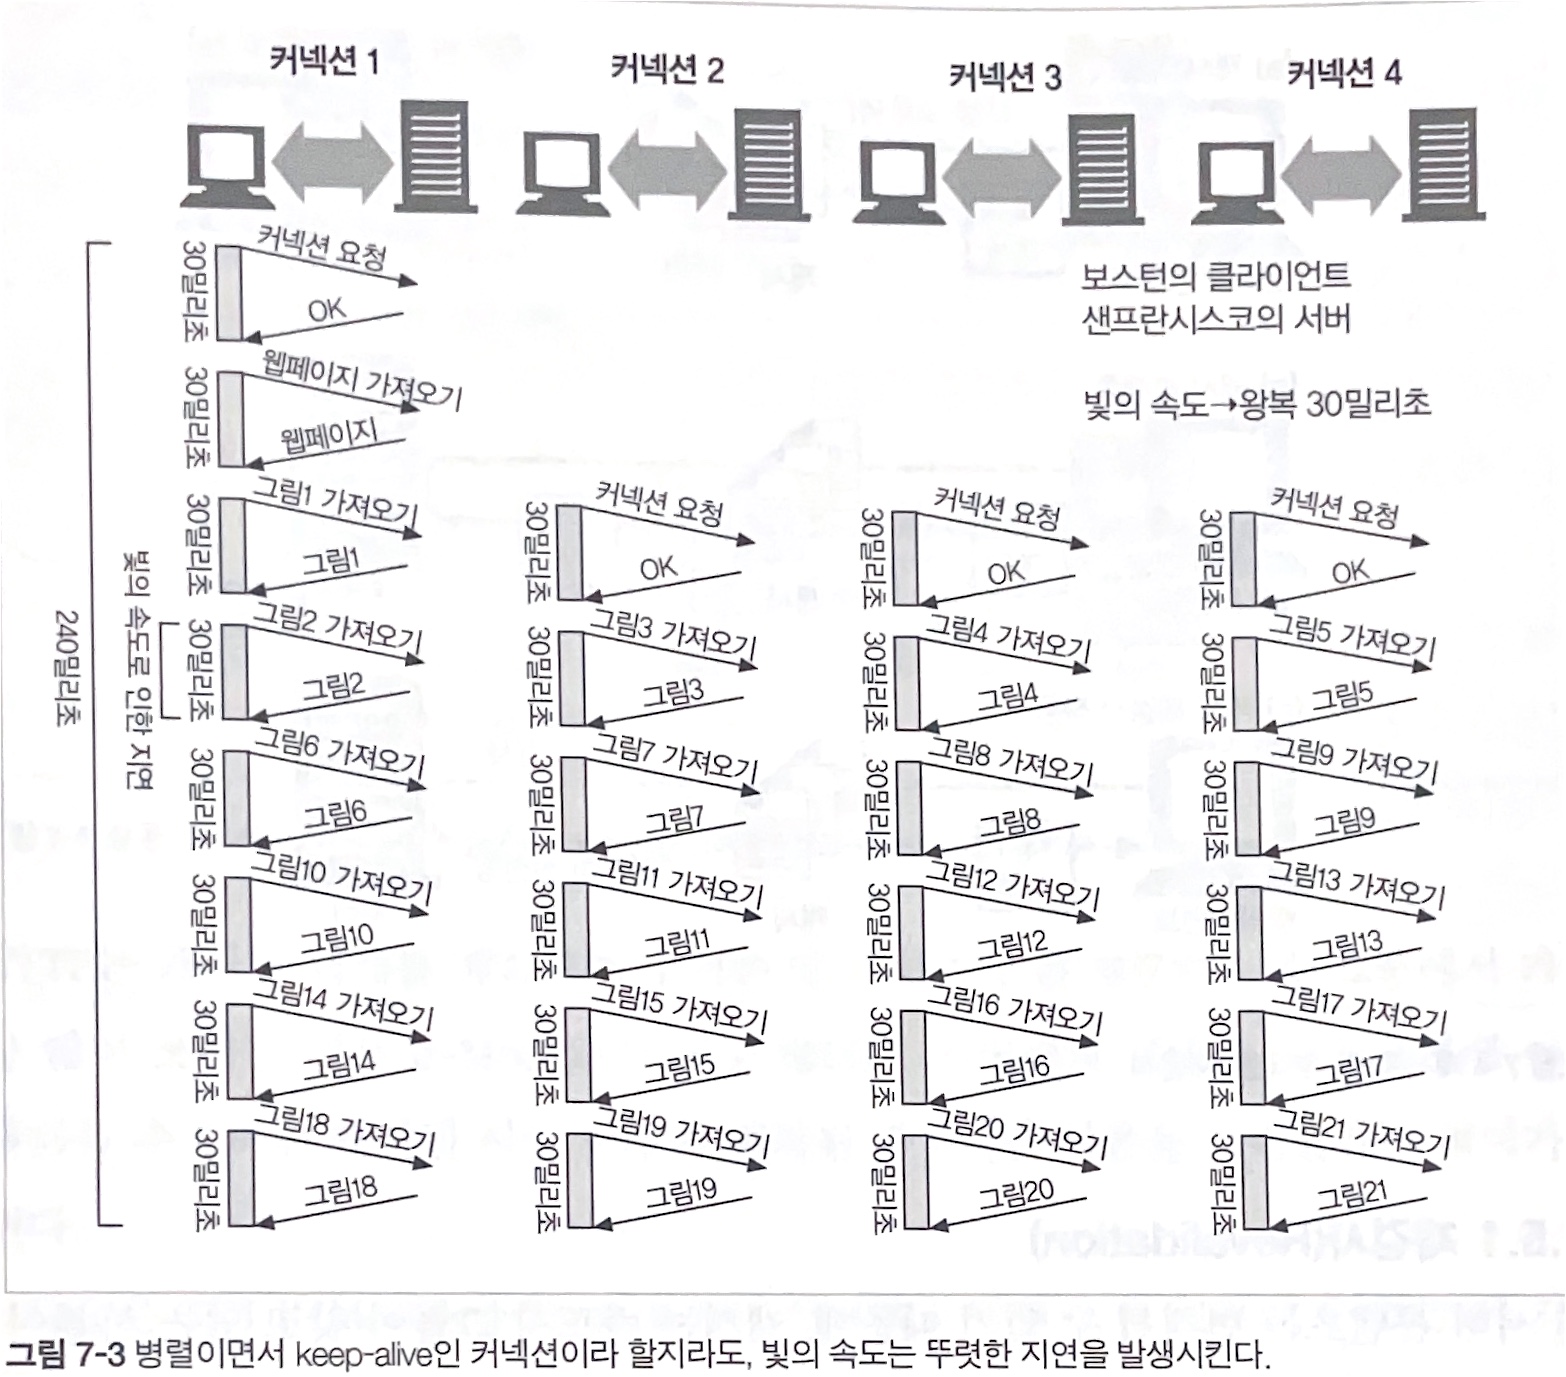 커넥션 1
커넥션 2
커넥션 3
커넥션 4
보스턴의 클라이언트
샌프란시스코의 서버
빛의 속도→왕복 30밀리초
240밀리초
빛의 속도로 인한 지연
30밀리초
커넥션 요청
OK
30밀리초
웹페이지 가져오기
웹페이지
30밀리초
그림1 가져오기
그림1
30밀리초
그림2 가져오기
그림2
30밀리초
그림6 가져오기
그림6
30밀리초
그림10 가져오기
그림10
30밀리초
그림14 가져오기
그림14
30밀리초
그림18 가져오기
그림18
30밀리초
커넥션 요청
OK
30밀리초
그림3 가져오기
그림3
30밀리초
그림7 가져오기
그림7
30밀리초
그림11 가져오기
그림11
30밀리초
그림15 가져오기
그림15
30밀리초
그림19 가져오기
그림19
30밀리초
커넥션 요청
OK
30밀리초
그림4 가져오기
그림4
30밀리초
그림8 가져오기
그림8
30밀리초
그림12 가져오기
그림12
30밀리초
그림16 가져오기
그림16
30밀리초
그림20 가져오기
그림20
30밀리초
커넥션 요청
OK
30밀리초
그림5 가져오기
그림5
30밀리초
그림9 가져오기
그림9
30밀리초
그림13 가져오기
그림13
30밀리초
그림17 가져오기
그림17
30밀리초
그림21 가져오기
그림21
그림 7-3 병렬이면서 keep-alive인 커넥션이라 할지라도, 빛의 속도는 뚜렷한 지연을 발생시킨다.